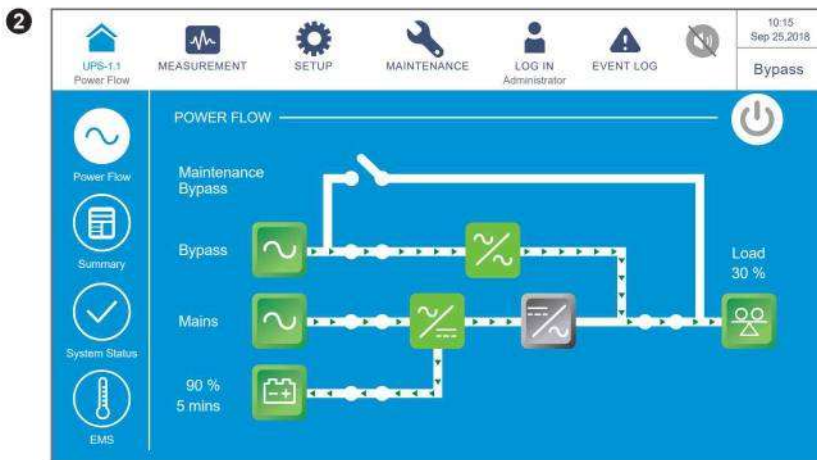 2
UPS-1.1
Power Flow
MEASUREMENT
SETUP
MAINTENANCE
LOG IN
Administrator
EVENT LOG
10:15
Sep 25,2018
Bypass
POWER FLOW
Power Flow
Summary
System Status
EMS
Maintenance
Bypass
Bypass
Mains
90 %
5 mins
Load
30 %